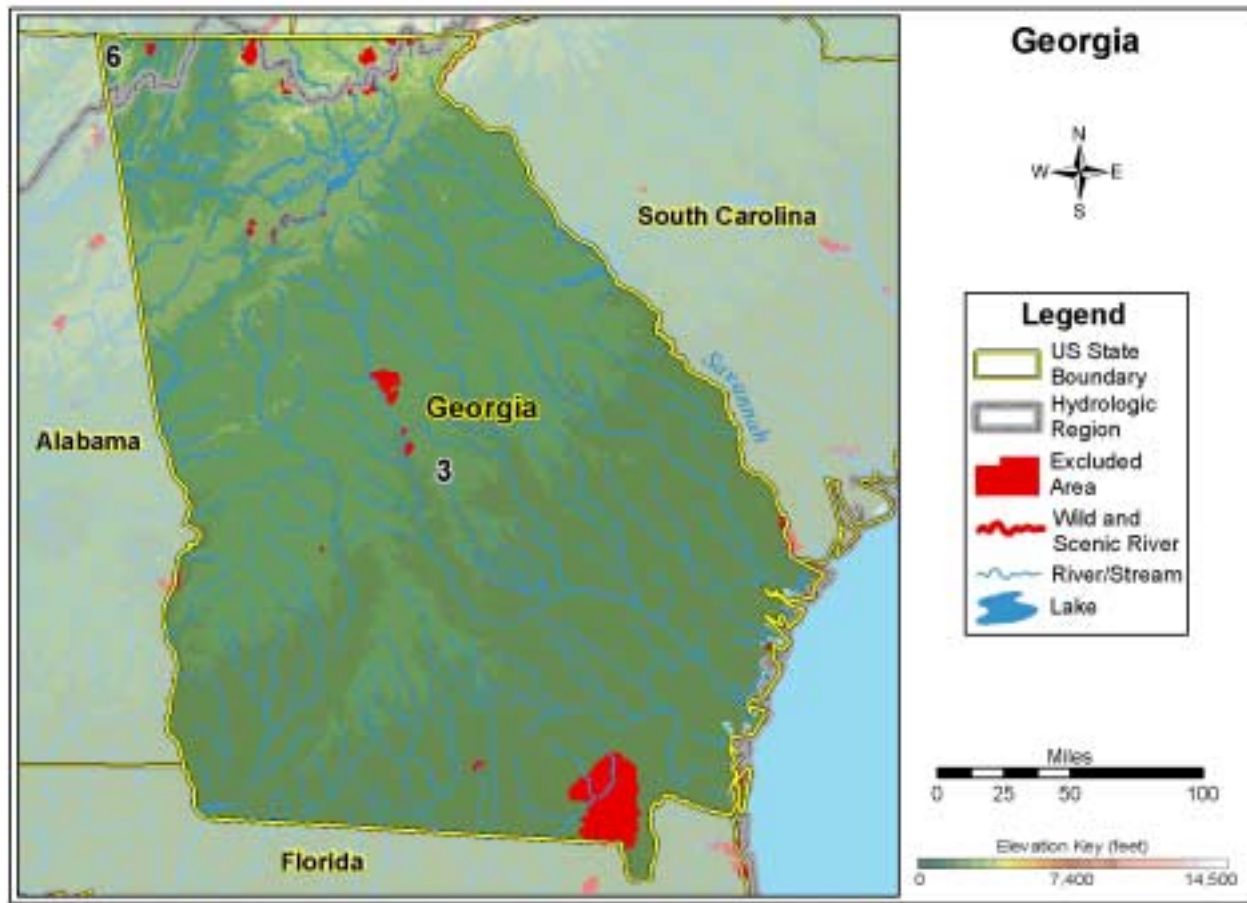 Georgia
N
W
E
S
6
South Carolina
Savannah
Georgia
Alabama
3
Florida
Legend
US State
Boundary
Hydrologic
Region
Excluded
Area
Wild and
Scenic River
River/Stream
Lake
Miles
0 25 50 100
Elevation Key (feet)
0 7,400 14,500